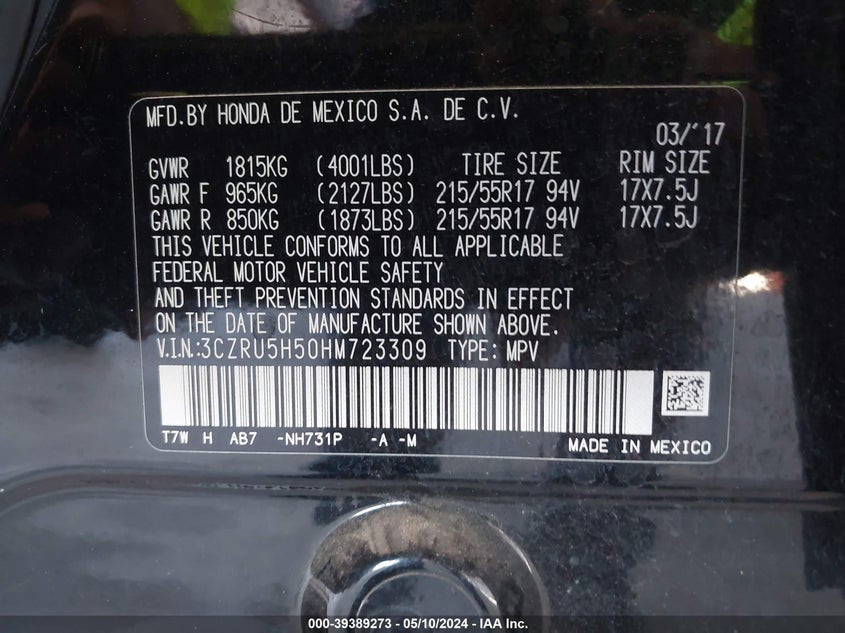 MFD.BY HONDA DE MEXICO S.A. DE C.V.
03/'17
GVWR 1815KG (4001LBS) TIRE SIZE RIM SIZE
GAWR F 965KG (2127LBS) 215/55R17 94V 17X7.5J
GAWR R 850KG (1873LBS) 215/55R17 94V 17X7.5J
THIS VEHICLE CONFORMS TO ALL APPLICABLE
FEDERAL MOTOR VEHICLE SAFETY
AND THEFT PREVENTION STANDARDS IN EFFECT
ON THE DATE OF MANUFACTURE SHOWN ABOVE.
V.I.N.:3CZRU5H50HM723309 TYPE: MPV
T7W H AB7 -NH731P -A -M MADE IN MEXICO
000-39389273 - 05/10/2024 - IAA Inc.